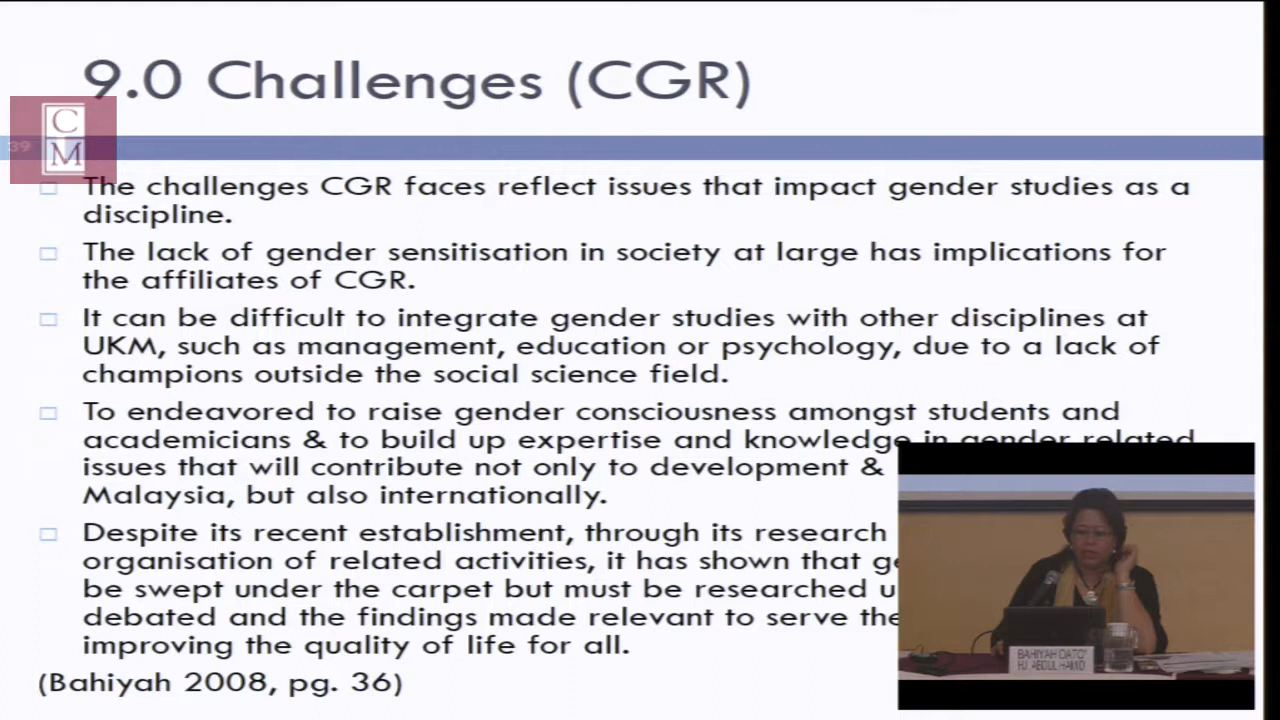 9.0 Challenges (CGR)
39
C
M
The challenges CGR faces reflect issues that impact gender studies as a
discipline.
The lack of gender sensitisation in society at large has implications for
the affiliates of CGR.
It can be difficult to integrate gender studies with other disciplines at
UKM, such as management, education or psychology, due to a lack of
champions outside the social science field.
To endeavored to raise gender consciousness amongst students and
academicians & to build up expertise and knowledge in gender related
issues that will contribute not only to development &
Malaysia, but also internationally.
Despite its recent establishment, through its research
organisation of related activities, it has shown that
be swept under the carpet but must be researched
debated and the findings made relevant to serve the
improving the quality of life for all.
(Bahiyah 2008, pg. 36)
BAHIYAH DATO'
HJ. ABDUL HAMID